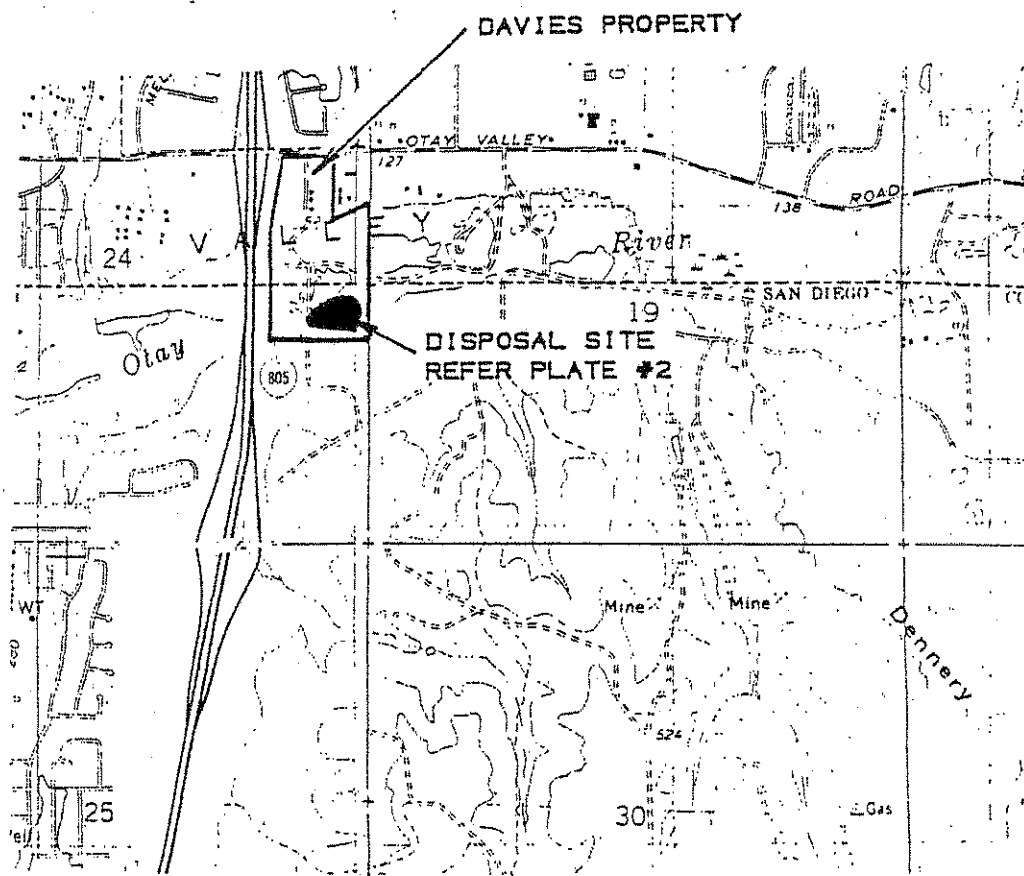 DAVIES PROPERTY
OTAY VALLEY
127
ROAD
138
24
V A L L E Y
River
SAN DIEGO
19
Otay
DISPOSAL SITE
REFER PLATE #2
805
WT
Mine
Mine
Dennery
524
25
30
Gas